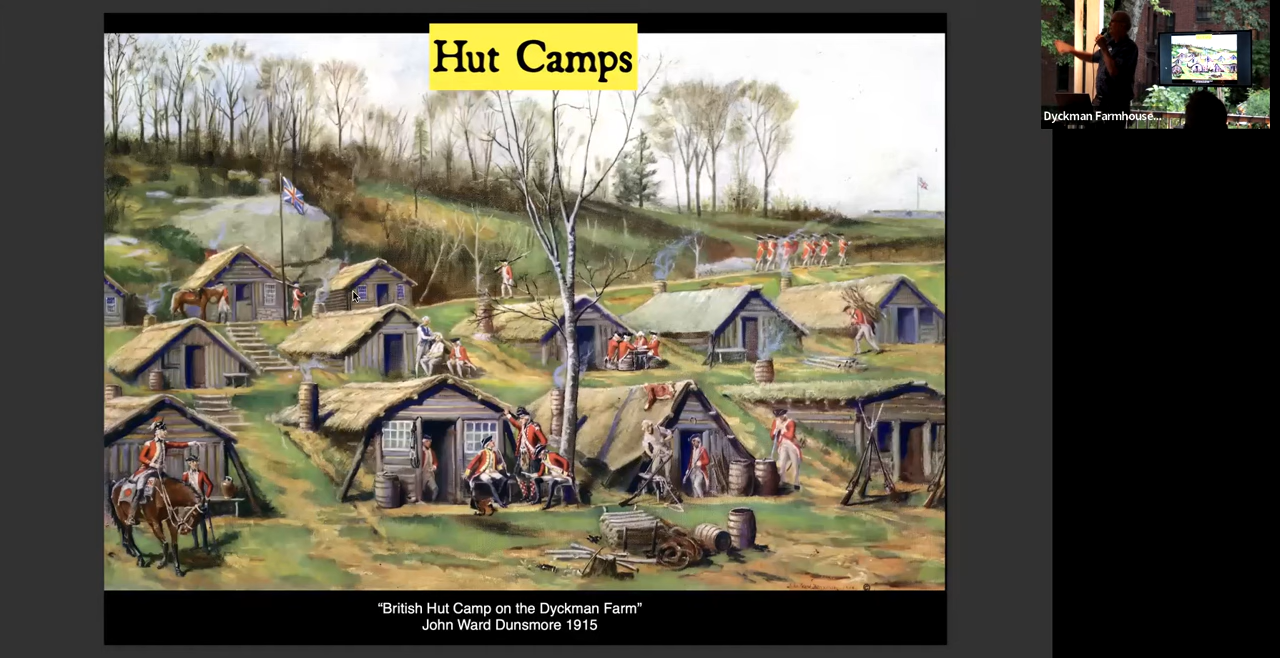 Hut Camps
Dyckman Farmhouse...
“British Hut Camp on the Dyckman Farm”
John Ward Dunsmore 1915